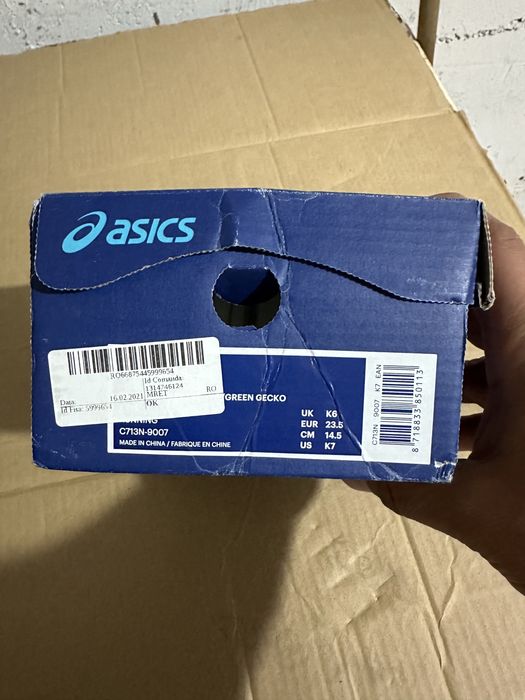 asics
RO66875445999654
Id Comanda:
1314746124
Data: 16.02.2021 MRET RO
Id Fisa: 5999654 OK
/GREEN GECKO
RUNNING
C713N-9007
MADE IN CHINA / FABRIQUE EN CHINE
UK K6
EUR 23.5
CM 14.5
US K7
C713N 9007 K7 EAN
8 718833 850113